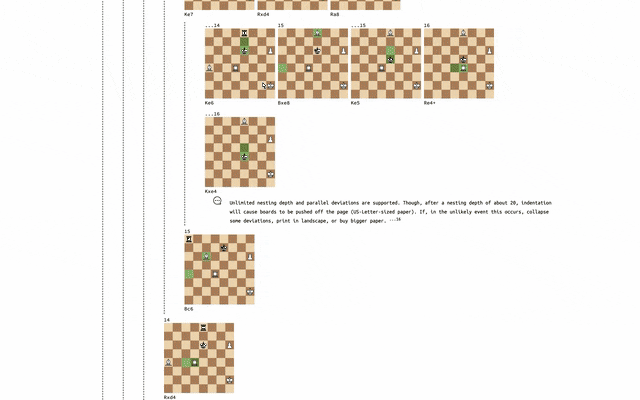 Ke7 Rxd4 Ra8
...14 15 ...15 16
Ke6 Bxe8 Ke5 Re4+
...16
Kxe4
Unlimited nesting depth and parallel deviations are supported. Though, after a nesting depth of about 20, indentation
will cause boards to be pushed off the page (US-Letter-sized paper). If, in the unlikely event this occurs, collapse
some deviations, print in landscape, or buy bigger paper. ...14
15
Bc6
14
Rxd4